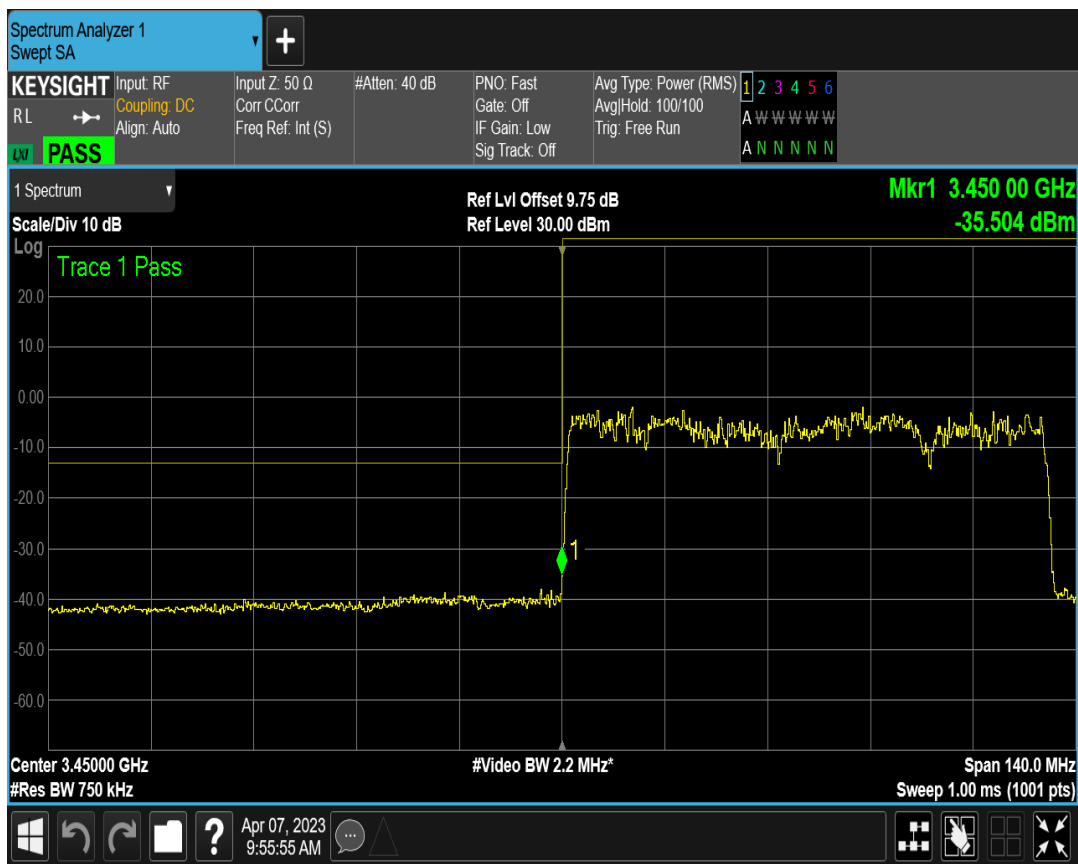 Spectrum Analyzer 1
Swept SA
+
KEYSIGHT Input: RF Input Z: 50 Ω #Atten: 40 dB PNO: Fast Avg Type: Power (RMS) 1 2 3 4 5 6
RL Coupling: DC Corr CCorr Gate: Off Avg|Hold: 100/100 A W W W W W
Align: Auto Freq Ref: Int (S) IF Gain: Low Trig: Free Run
LXI PASS Sig Track: Off A N N N N N
1 Spectrum Ref Lvl Offset 9.75 dB Mkr1 3.450 00 GHz
Scale/Div 10 dB Ref Level 30.00 dBm -35.504 dBm
Log
Trace 1 Pass
20.0
10.0
0.00
-10.0
-20.0
-30.0
1
-40.0
-50.0
-60.0
Center 3.45000 GHz #Video BW 2.2 MHz* Span 140.0 MHz
#Res BW 750 kHz Sweep 1.00 ms (1001 pts)
? Apr 07, 2023
9:55:55 AM